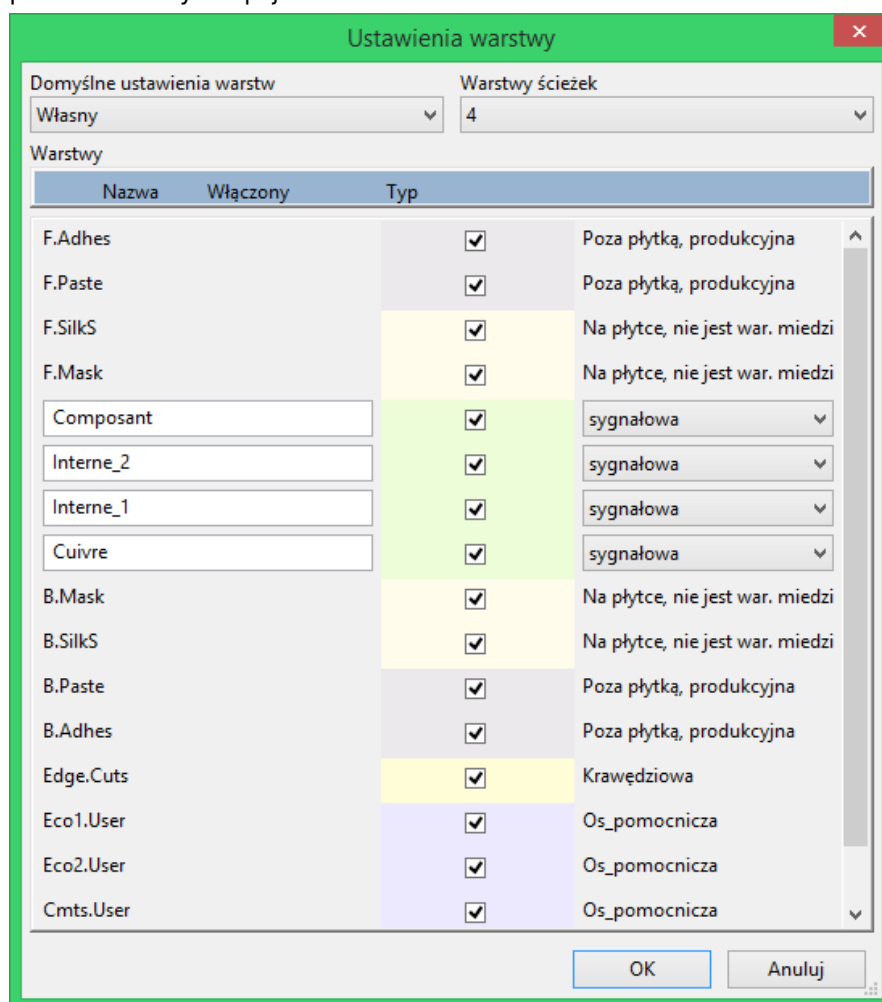 Ustawienia warstwy
Domyślne ustawienia warstw Warstwy ścieżek
Własny 4
Warstwy
Nazwa Włączony Typ
F.Adhes Poza płytką, produkcyjna
F.Paste Poza płytką, produkcyjna
F.SilkS Na płytce, nie jest war. miedzi
F.Mask Na płytce, nie jest war. miedzi
Composant sygnałowa
Interne_2 sygnałowa
Interne_1 sygnałowa
Cuivre sygnałowa
B.Mask Na płytce, nie jest war. miedzi
B.SilkS Na płytce, nie jest war. miedzi
B.Paste Poza płytką, produkcyjna
B.Adhes Poza płytką, produkcyjna
Edge.Cuts Krawędziowa
Eco1.User Os_pomocnicza
Eco2.User Os_pomocnicza
Cmts.User Os_pomocnicza
OK Anuluj